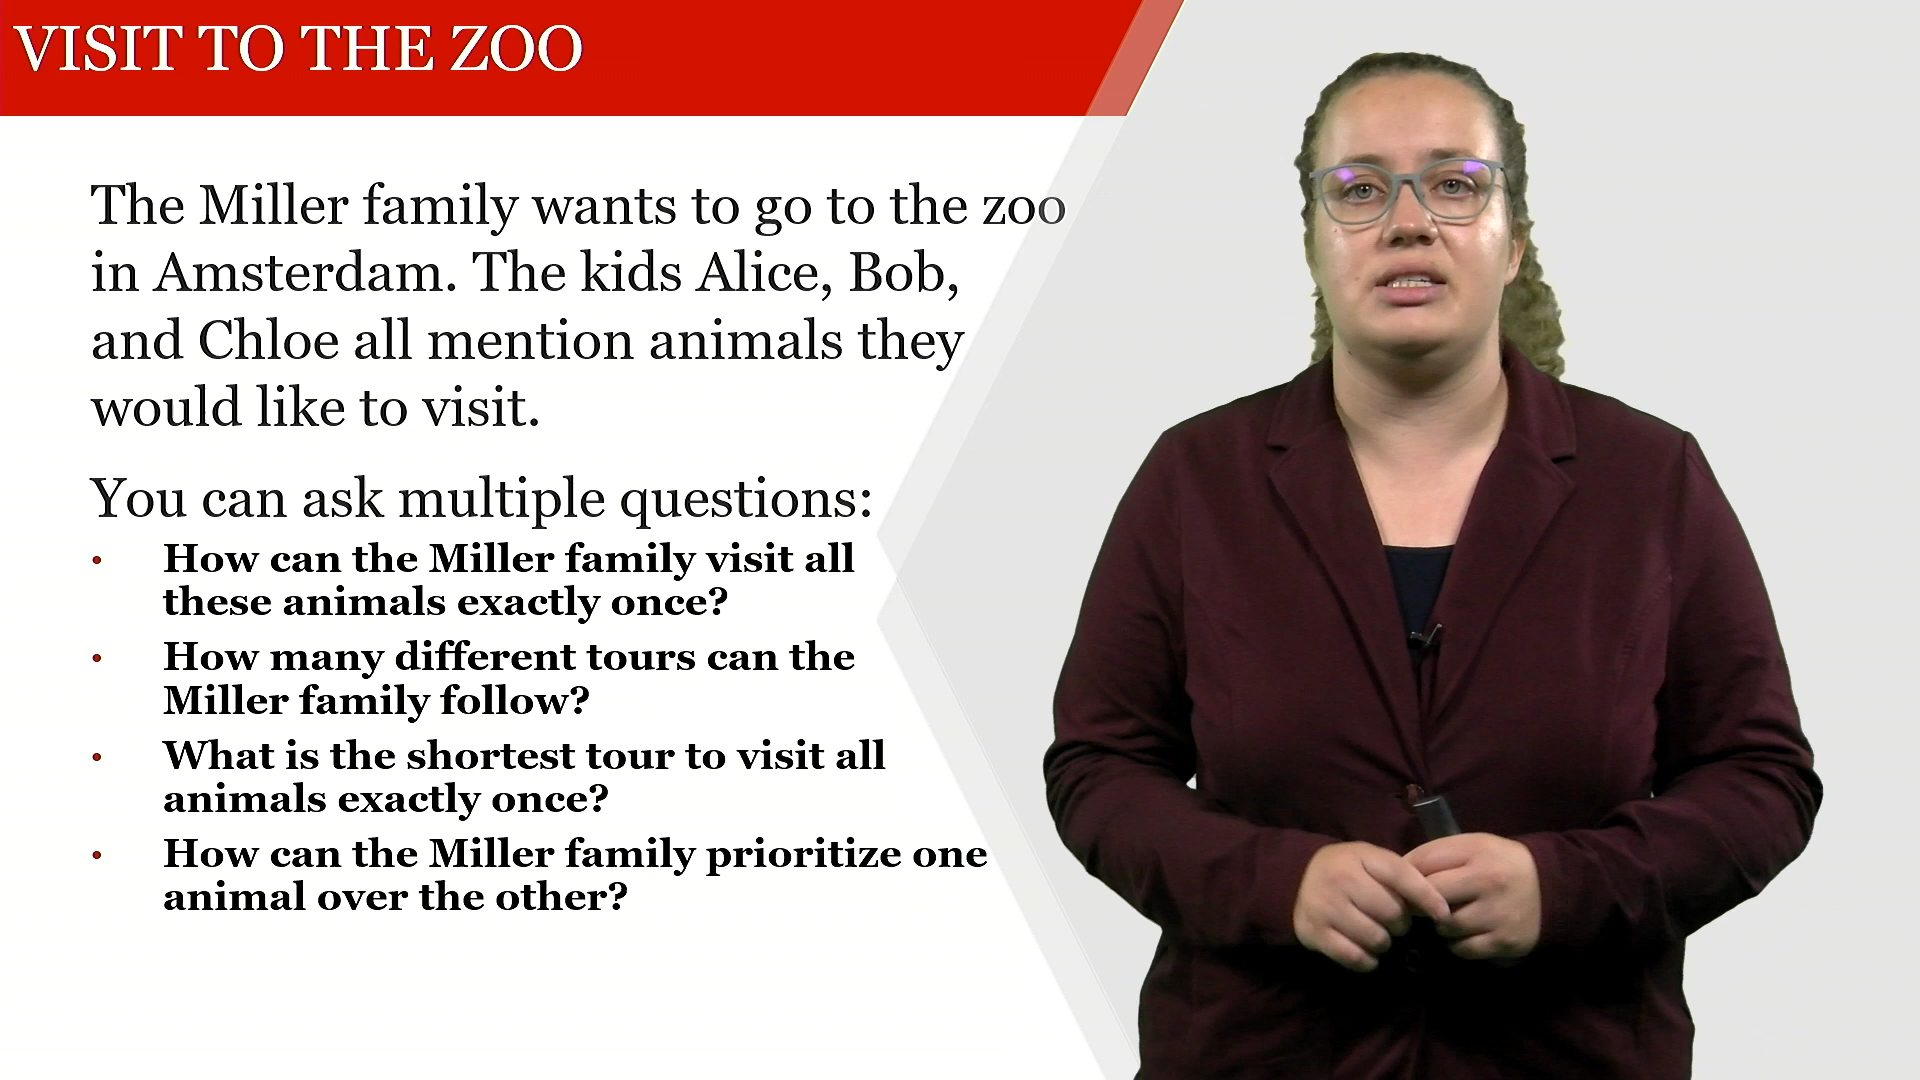 VISIT TO THE ZOO
The Miller family wants to go to the zoo
in Amsterdam. The kids Alice, Bob,
and Chloe all mention animals they
would like to visit.
You can ask multiple questions:
• How can the Miller family visit all
these animals exactly once?
• How many different tours can the
Miller family follow?
• What is the shortest tour to visit all
animals exactly once?
• How can the Miller family prioritize one
animal over the other?